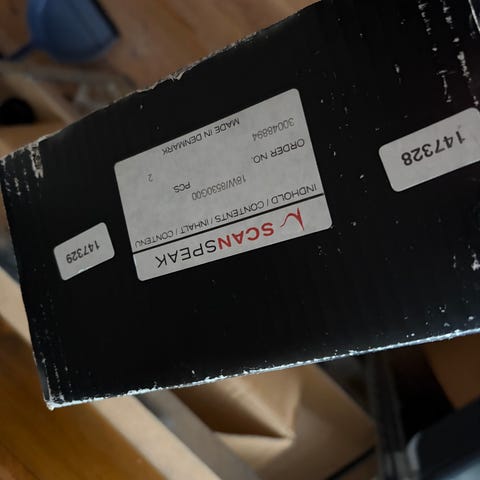 SCANSPEAK
INDHOLD / CONTENTS / INHALT / CONTENU
18W/8530G00
PCS
2
ORDER NO.
30048894
MADE IN DENMARK
147328
147329